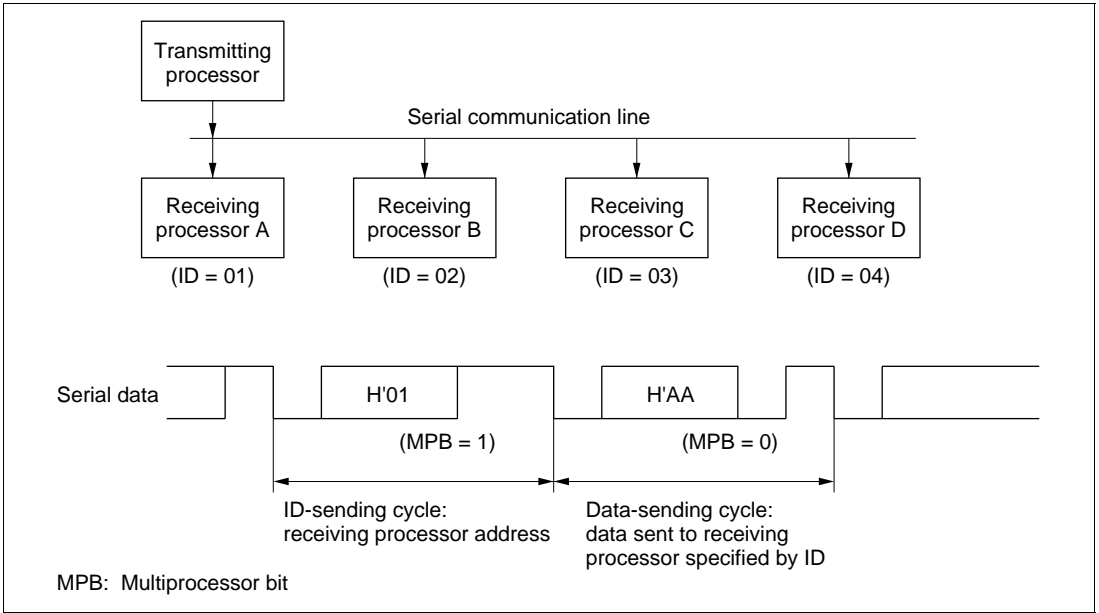 Transmitting
processor
Serial communication line
Receiving
processor A
Receiving
processor B
Receiving
processor C
Receiving
processor D
(ID = 01)
(ID = 02)
(ID = 03)
(ID = 04)
Serial data
H'01
H'AA
(MPB = 1)
(MPB = 0)
ID-sending cycle:
receiving processor address
Data-sending cycle:
data sent to receiving
processor specified by ID
MPB: Multiprocessor bit